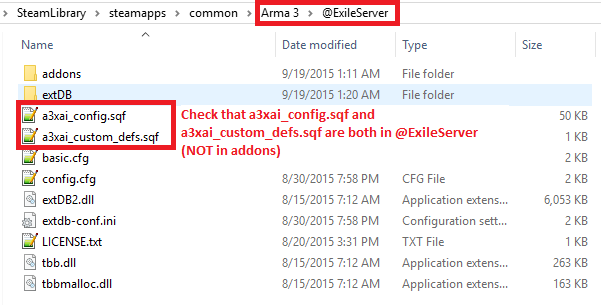 SteamLibrary > steamapps > common > Arma 3 > @ExileServer
Name Date modified Type Size
addons 9/19/2015 1:11 AM File folder
extDB 9/19/2015 1:20 AM File folder
a3xai_config.sqf Check that a3xai_config.sqf and 50 KB
a3xai_custom_defs.sqf a3xai_custom_defs.sqf are both in @ExileServer 1 KB
basic.cfg (NOT in addons) 2 KB
config.cfg 8/30/2015 7:58 PM CFG File 2 KB
extDB2.dll 8/15/2015 7:12 AM Application extens... 6,053 KB
extdb-conf.ini 8/30/2015 7:58 PM Configuration sett... 2 KB
LICENSE.txt 8/20/2015 3:31 PM TXT File 2 KB
tbb.dll 8/15/2015 7:12 AM Application extens... 263 KB
tbbmalloc.dll 8/15/2015 7:12 AM Application extens... 163 KB